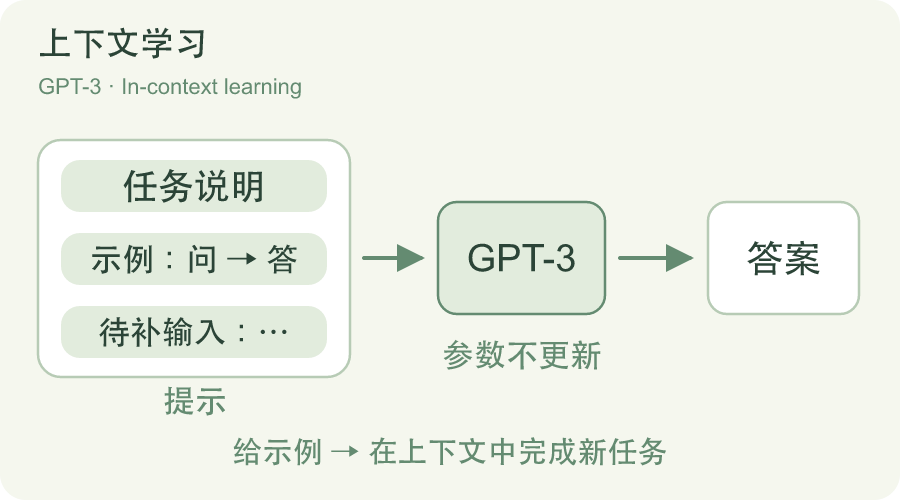 上下文学习
GPT-3 · In-context learning
任务说明
示例：问 → 答
待补输入：…
提示
GPT-3
参数不更新
答案
给示例 → 在上下文中完成新任务